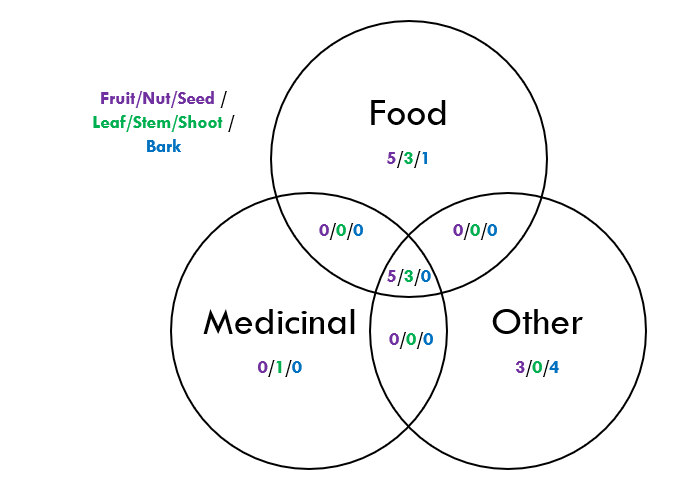 Fruit/Nut/Seed /
Leaf/Stem/Shoot /
Bark
Food
5/3/1
0/0/0
0/0/0
5/3/0
Medicinal
Other
0/0/0
0/1/0
3/0/4